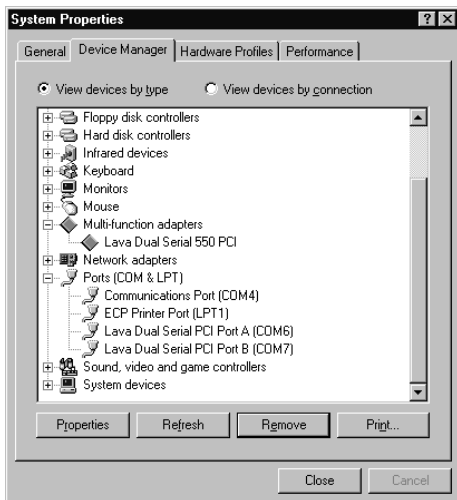 System Properties
General Device Manager Hardware Profiles Performance
View devices by type View devices by connection
Floppy disk controllers
Hard disk controllers
Infrared devices
Keyboard
Monitors
Mouse
Multi-function adapters
Lava Dual Serial 550 PCI
Network adapters
Ports (COM & LPT)
Communications Port (COM4)
ECP Printer Port (LPT1)
Lava Dual Serial PCI Port A (COM6)
Lava Dual Serial PCI Port B (COM7)
Sound, video and game controllers
System devices
Properties Refresh Remove Print...
Close Cancel